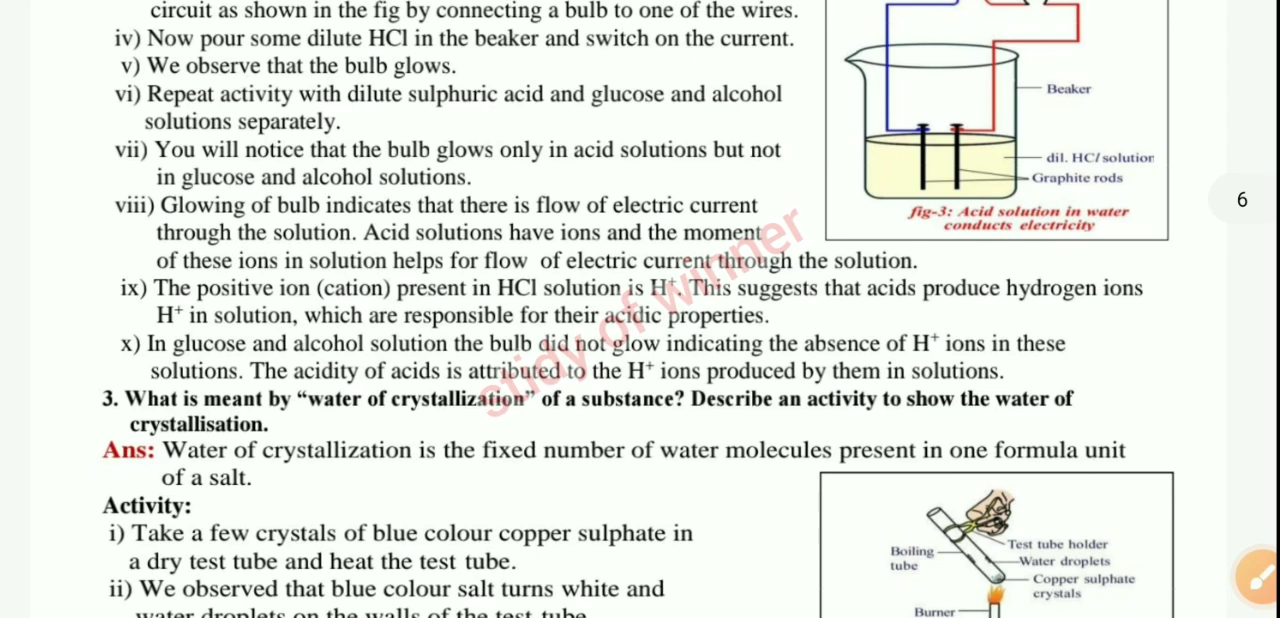 circuit as shown in the fig by connecting a bulb to one of the wires.
iv) Now pour some dilute HCl in the beaker and switch on the current.
v) We observe that the bulb glows.
vi) Repeat activity with dilute sulphuric acid and glucose and alcohol
solutions separately.
vii) You will notice that the bulb glows only in acid solutions but not
in glucose and alcohol solutions.
viii) Glowing of bulb indicates that there is flow of electric current
through the solution. Acid solutions have ions and the moment
of these ions in solution helps for flow of electric current through the solution.
ix) The positive ion (cation) present in HCl solution is H⁺. This suggests that acids produce hydrogen ions
H⁺ in solution, which are responsible for their acidic properties.
x) In glucose and alcohol solution the bulb did not glow indicating the absence of H⁺ ions in these
solutions. The acidity of acids is attributed to the H⁺ ions produced by them in solutions.
Beaker
dil. HCl solution
Graphite rods
fig-3: Acid solution in water
conducts electricity
6
stidy of winner
3. What is meant by “water of crystallization” of a substance? Describe an activity to show the water of
crystallisation.
Ans: Water of crystallization is the fixed number of water molecules present in one formula unit
of a salt.
Activity:
i) Take a few crystals of blue colour copper sulphate in
a dry test tube and heat the test tube.
ii) We observed that blue colour salt turns white and
water droplets on the walls of the test tube
Boiling
tube
Test tube holder
Water droplets
Copper sulphate
crystals
Burner